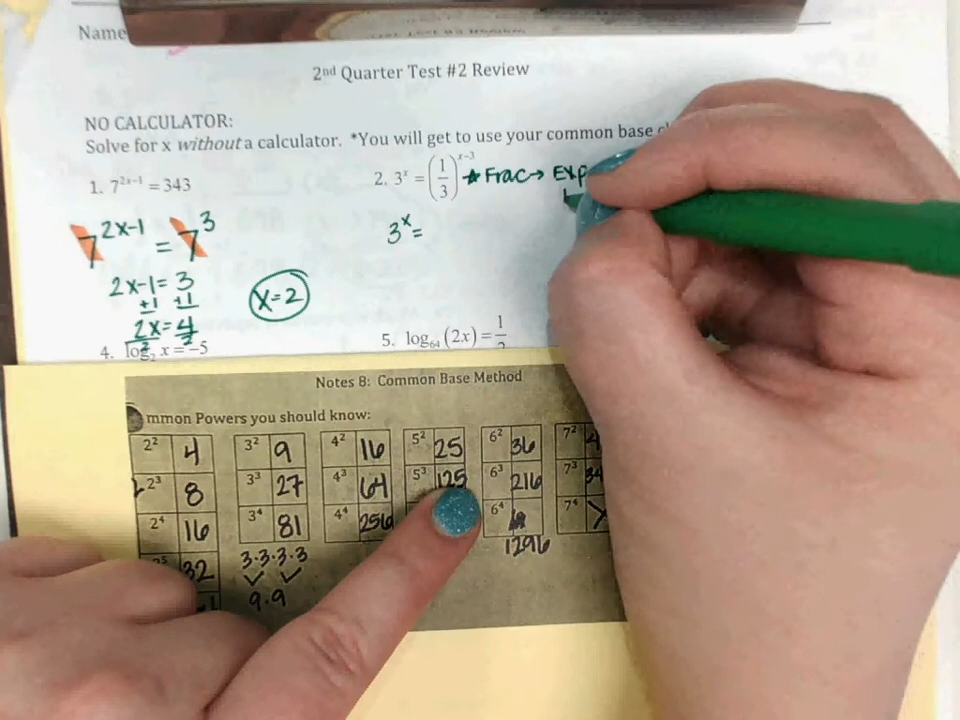 Name
2nd Quarter Test #2 Review
NO CALCULATOR:
Solve for x without a calculator. *You will get to use your common base
1. 7^{2x-1} = 343
2. 3^x = (1/3)^{x-3} ★ Frac → Exp
7^{2x-1} = 7^3
3^x =
2x-1 = 3
+1 +1
x=2
2x = 4
2 2
4. log_2 x = -5
5. log_{64} (2x) = 1/
Notes 8: Common Base Method
mmon Powers you should know:
2^2 4 3^2 9 4^2 16 5^2 25 6^2 36 7^2 4
2^3 8 3^3 27 4^3 64 5^3 125 6^3 216 7^3 34
2^4 16 3^4 81 4^4 256 6^4 7^4
1296
32 3·3·3·3
9·9